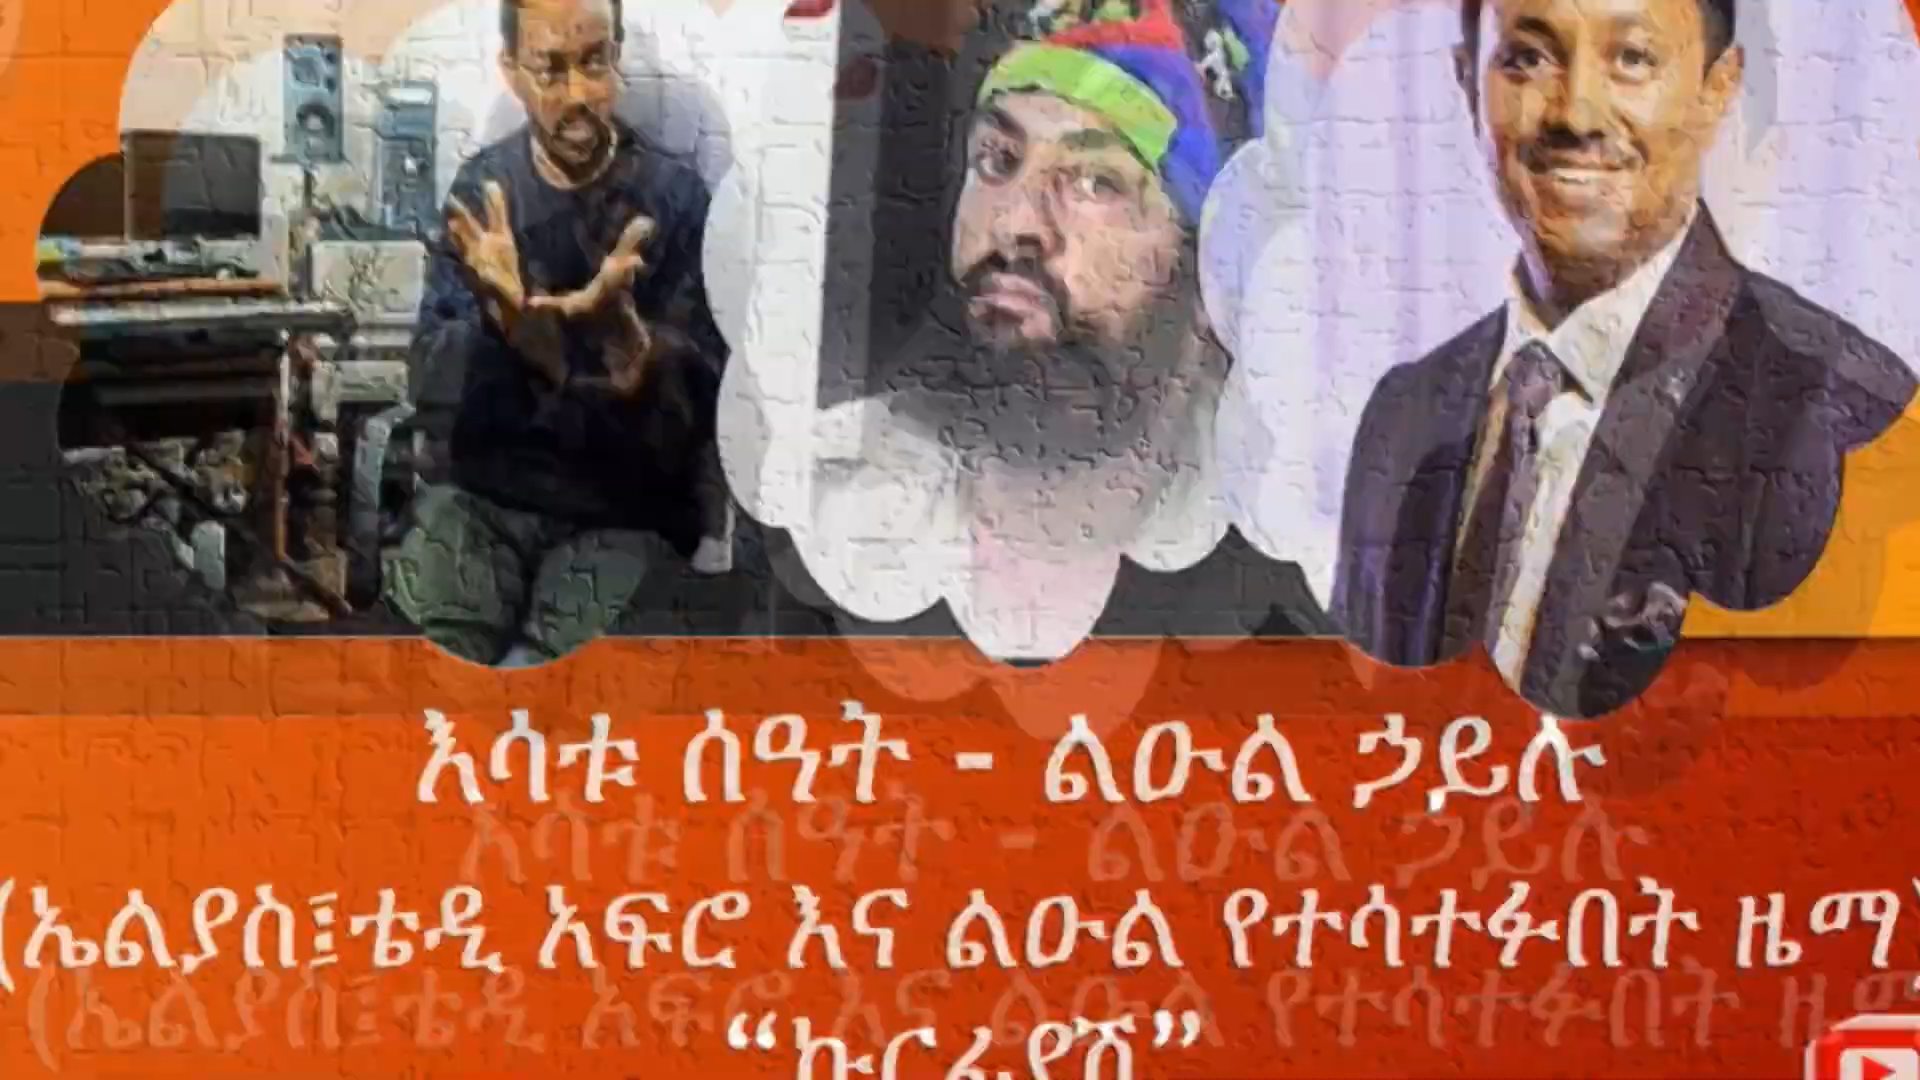 እሳቱ ሰዓት - ልዑል ኃይሉ
(ኤልያስ፤ቴዲ አፍሮ እና ልዑል የተሳተፉበት ዜማ)
“ኩርፊያሽ”